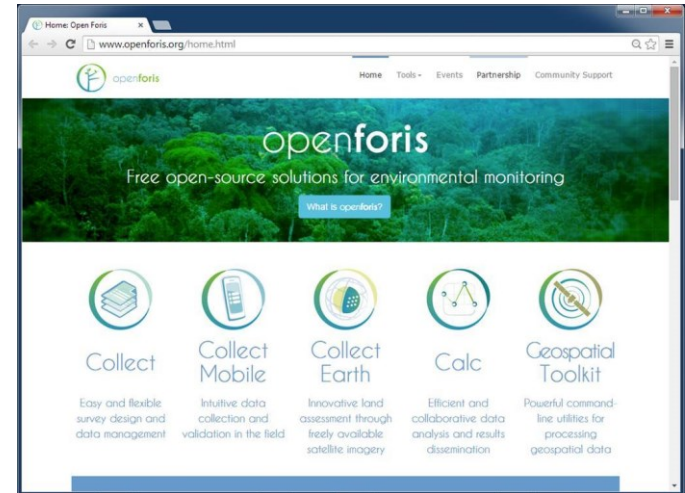 Home: Open Foris
www.openforis.org/home.html
openforis
Home Tools Events Partnership Community Support
openforis
Free open-source solutions for environmental monitoring
What is openforis?
Collect
Easy and flexible
survey design and
data management
Collect
Mobile
Intuitive data
collection and
validation in the field
Collect
Earth
Innovative land
assessment through
freely available
satellite imagery
Calc
Efficient and
collaborative data
analysis and results
dissemination
Geospatial
Toolkit
Powerful command-
line utilities for
processing
geospatial data